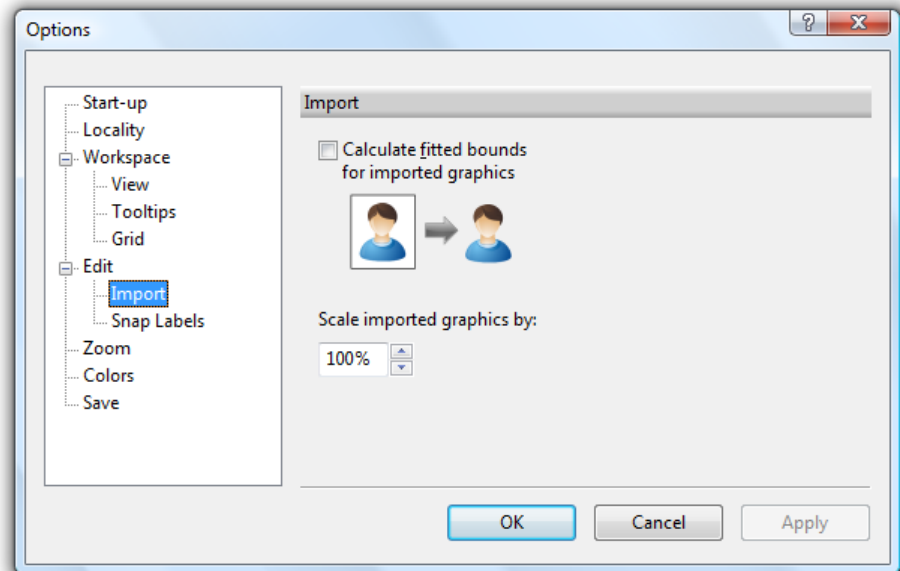 Options
Start-up
Locality
Workspace
View
Tooltips
Grid
Edit
Import
Snap Labels
Zoom
Colors
Save
Import
Calculate fitted bounds
for imported graphics
Scale imported graphics by:
100%
OK
Cancel
Apply